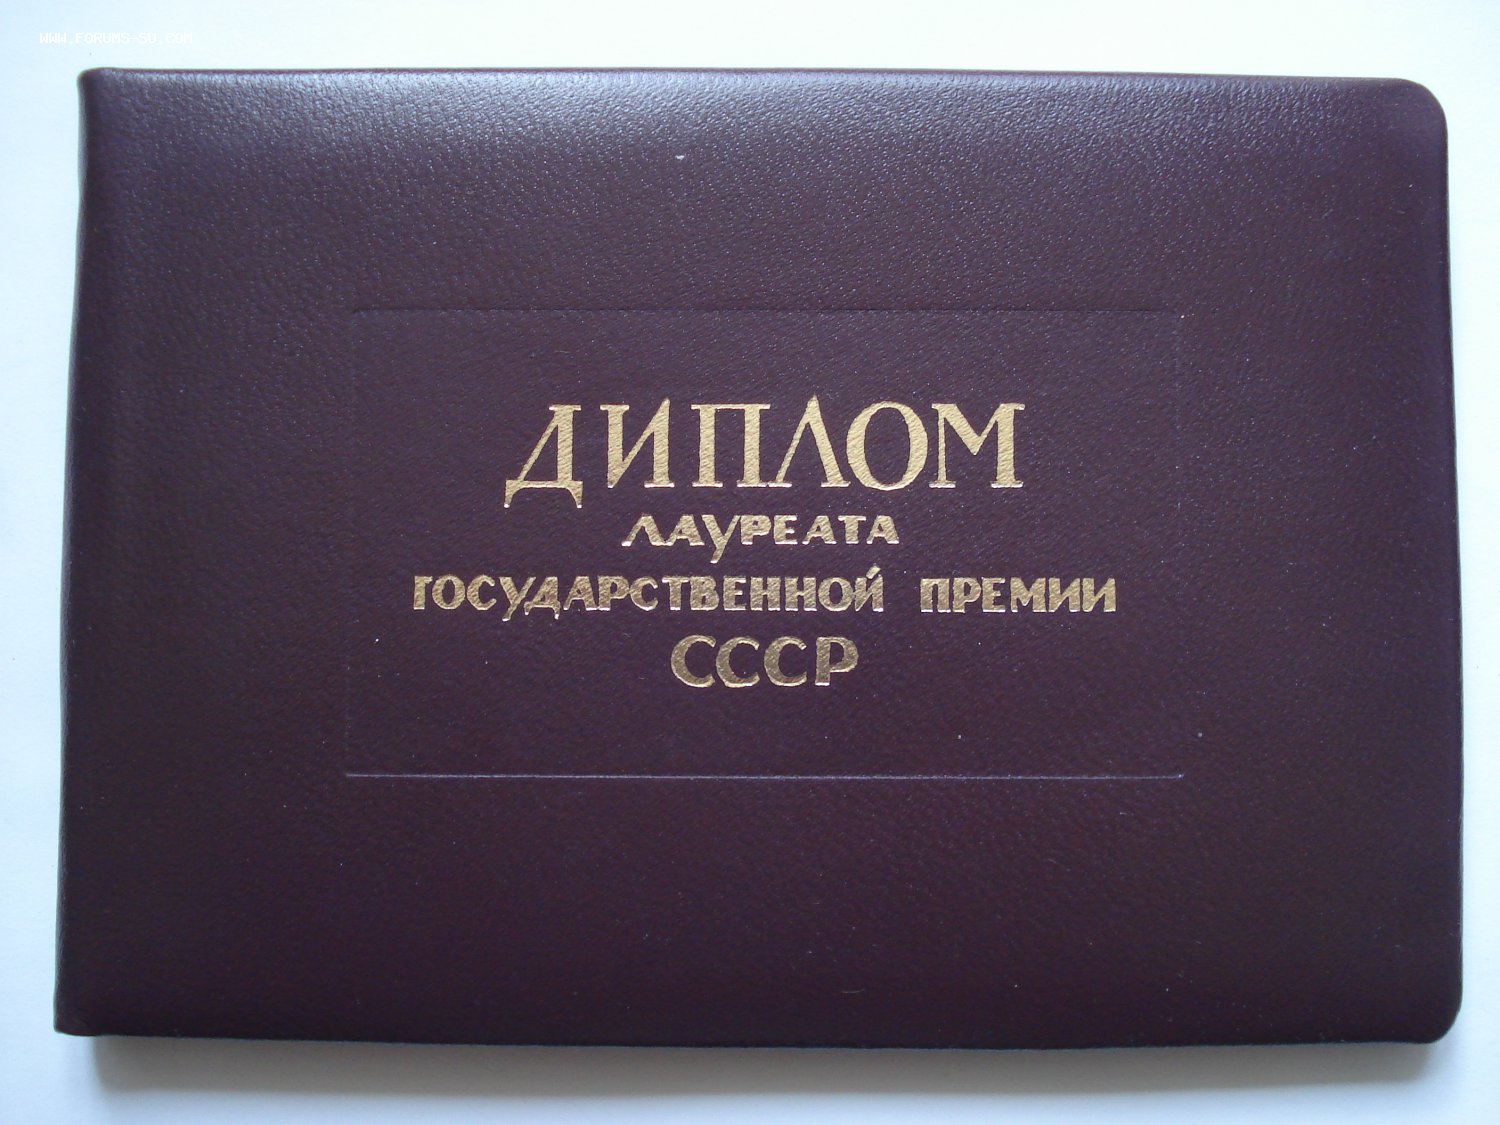 WWW.FORUMS-SU.COM
ДИПЛОМ
ЛАУРЕАТА
ГОСУДАРСТВЕННОЙ ПРЕМИИ
СССР